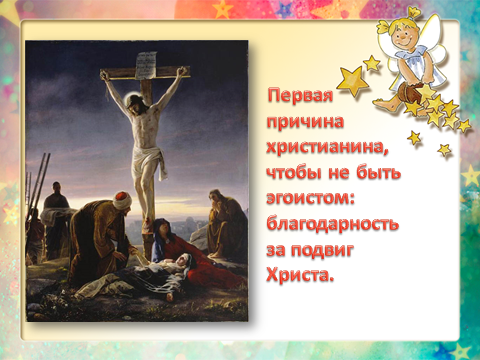 Первая
причина
христианина,
чтобы не быть
эгоистом:
благодарность
за подвиг
Христа.